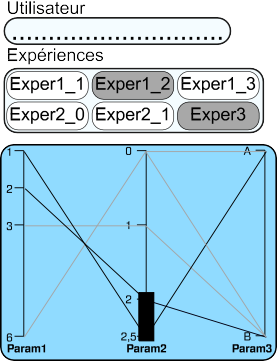 Utilisateur
Expériences
Exper1_1 Exper1_2 Exper1_3
Exper2_0 Exper2_1 Exper3
1 0 A
2
3 1
2
6 2,5 B
Param1 Param2 Param3